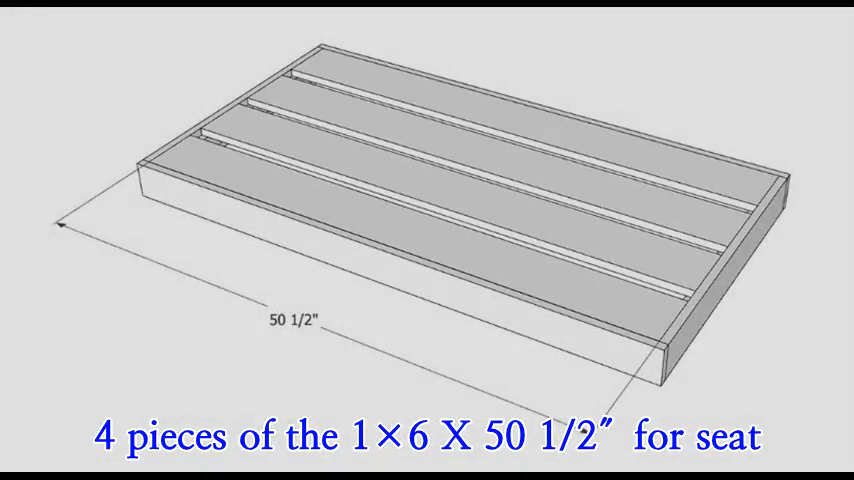 50 1/2"
4 pieces of the 1×6 X 50 1/2″ for seat